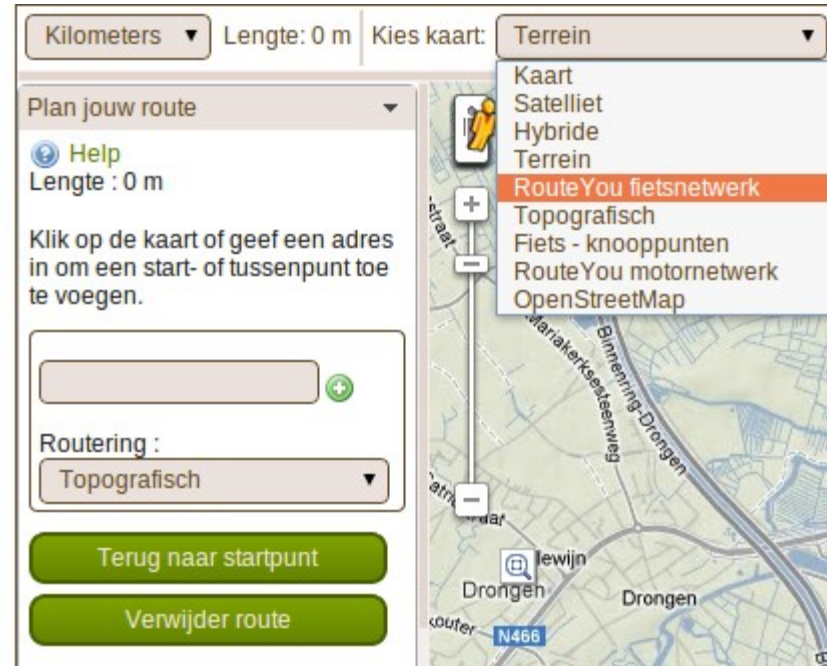 Kilometers Lengte: 0 m Kies kaart: Terrein
Kaart
Satelliet
Hybride
Terrein
RouteYou fietsnetwerk
Topografisch
Fiets - knooppunten
RouteYou motornetwerk
OpenStreetMap
Plan jouw route
Help
Lengte : 0 m
Klik op de kaart of geef een adres
in om een start- of tussenpunt toe
te voegen.
Routering :
Topografisch
Terug naar startpunt
Verwijder route
Mariakerksesteenweg
Binnenring-Drongen
Drongen
Drongen
N466